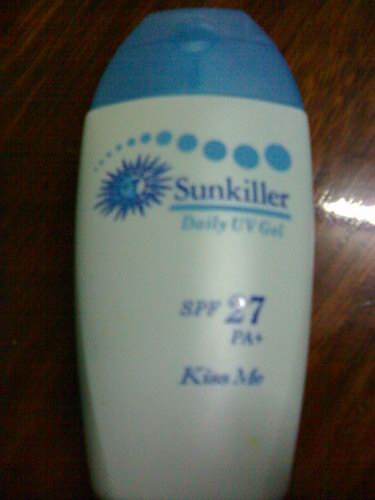 Sunkiller
Daily UV Gel
SPF 27
PA+
Kiss Me